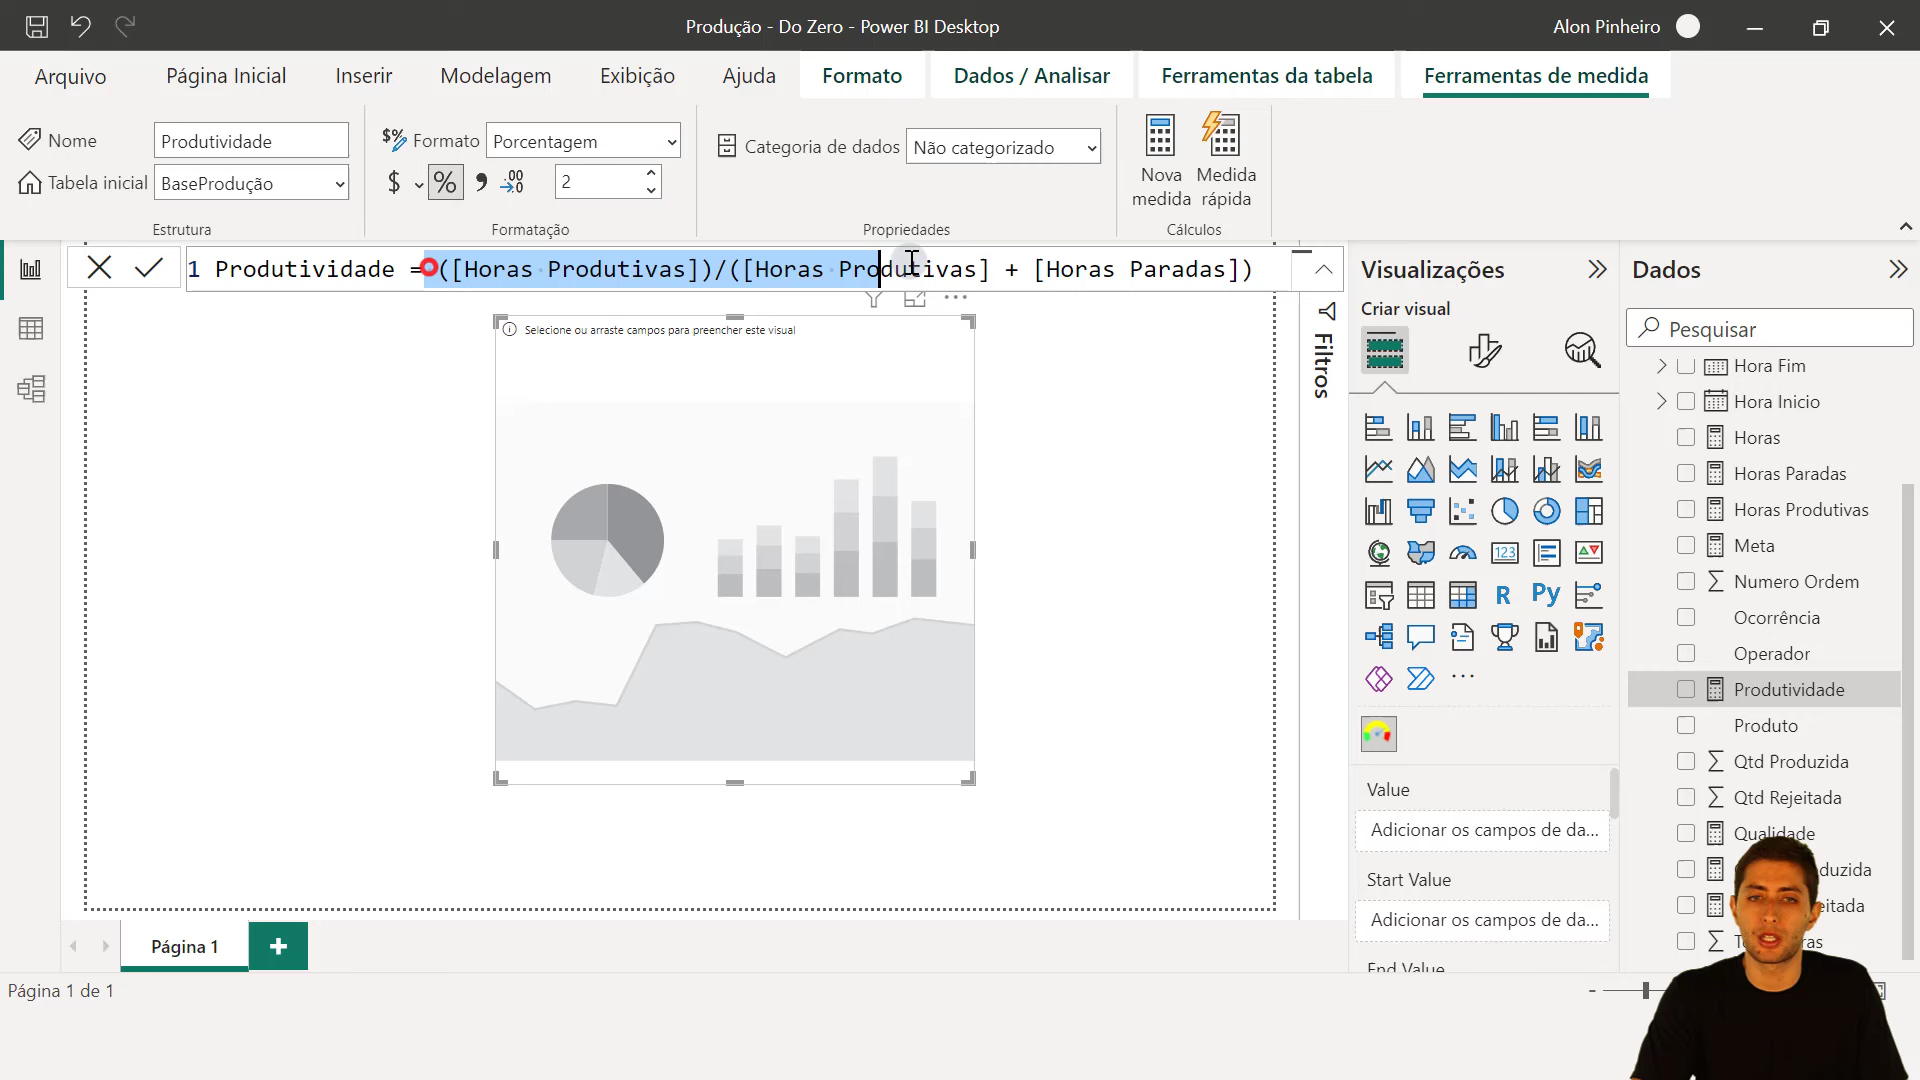 Produção - Do Zero - Power BI Desktop
Alon Pinheiro
Arquivo
Página Inicial
Inserir
Modelagem
Exibição
Ajuda
Formato
Dados / Analisar
Ferramentas da tabela
Ferramentas de medida
Nome
Produtividade
Tabela inicial
BaseProdução
Estrutura
$%
Formato
Porcentagem
$
%
,00
2
Formatação
Categoria de dados
Não categorizado
Propriedades
Nova medida
Medida rápida
Cálculos
1 Produtividade = ([Horas Produtivas])/([Horas Produtivas] + [Horas Paradas])
Selecione ou arraste campos para preencher este visual
Filtros
Visualizações
Criar visual
123
R
Py
Value
Adicionar os campos de da...
Start Value
Adicionar os campos de da...
End Value
Dados
Pesquisar
Hora Fim
Hora Inicio
Horas
Horas Paradas
Horas Produtivas
Meta
Numero Ordem
Ocorrência
Operador
Produtividade
Produto
Qtd Produzida
Qtd Rejeitada
Qualidade
Página 1
+
Página 1 de 1
-